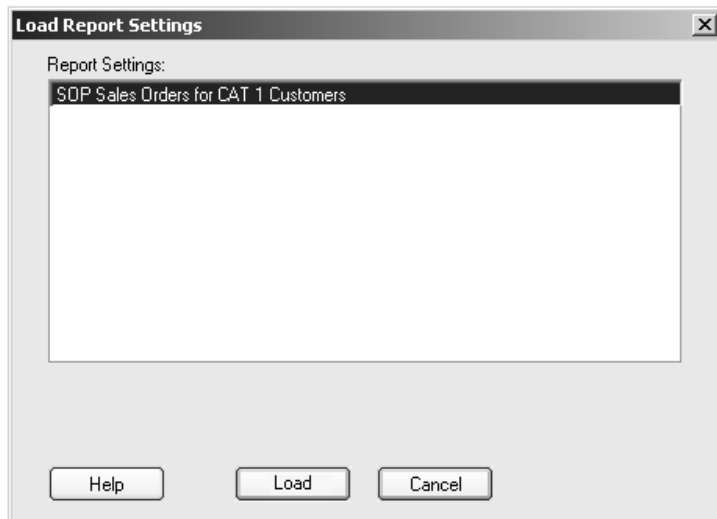 Load Report Settings
Report Settings:
SOP Sales Orders for CAT 1 Customers
Help Load Cancel